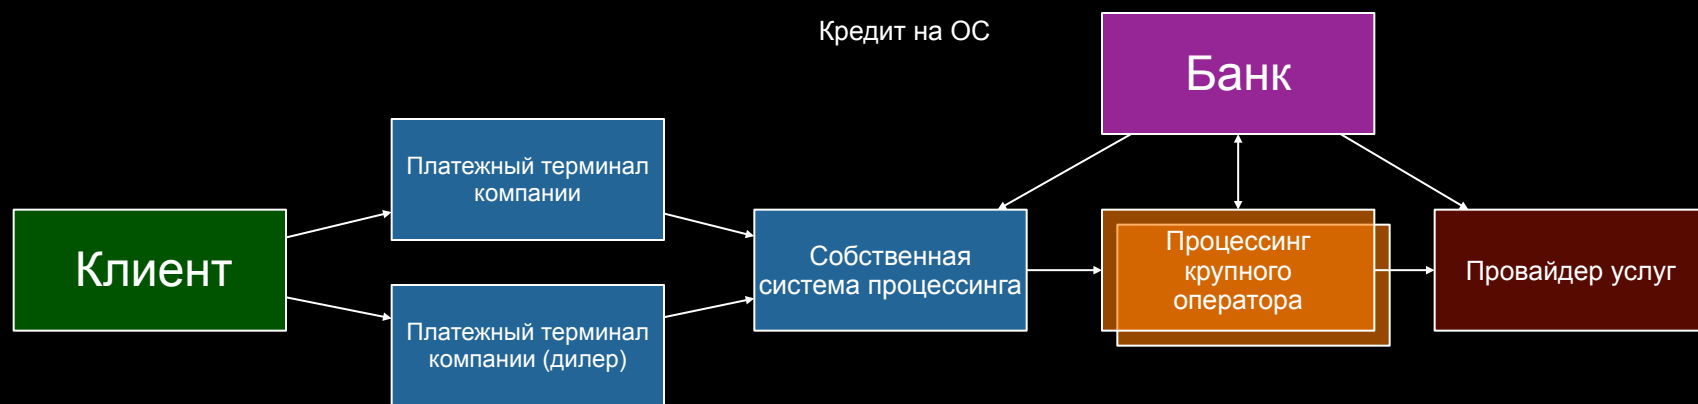 Кредит на ОС
Банк
Платежный терминал
компании
Клиент
Собственная
система процессинга
Процессинг
крупного
оператора
Провайдер услуг
Платежный терминал
компании (дилер)